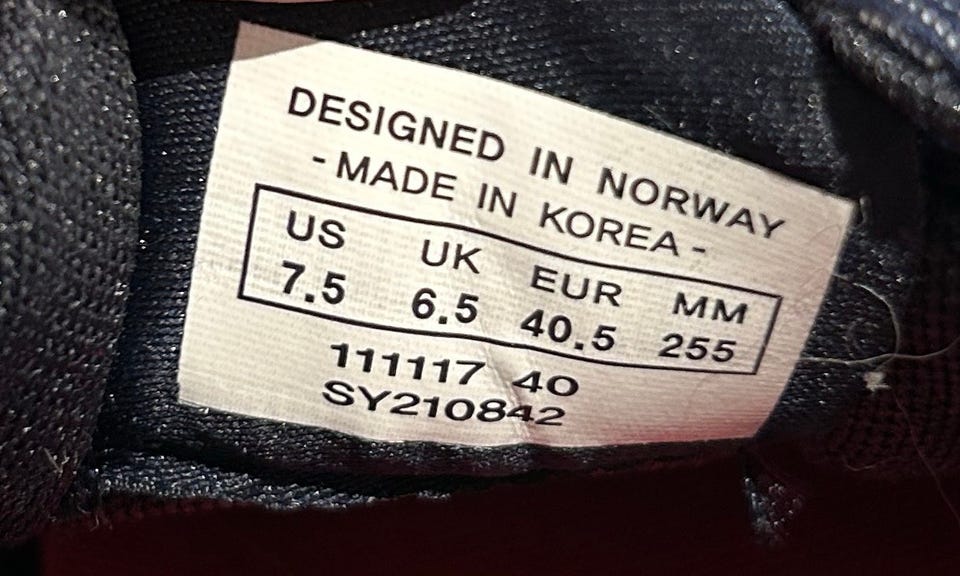 DESIGNED IN NORWAY
- MADE IN KOREA -
US UK EUR MM
7.5 6.5 40.5 255
111117 40
SY210842